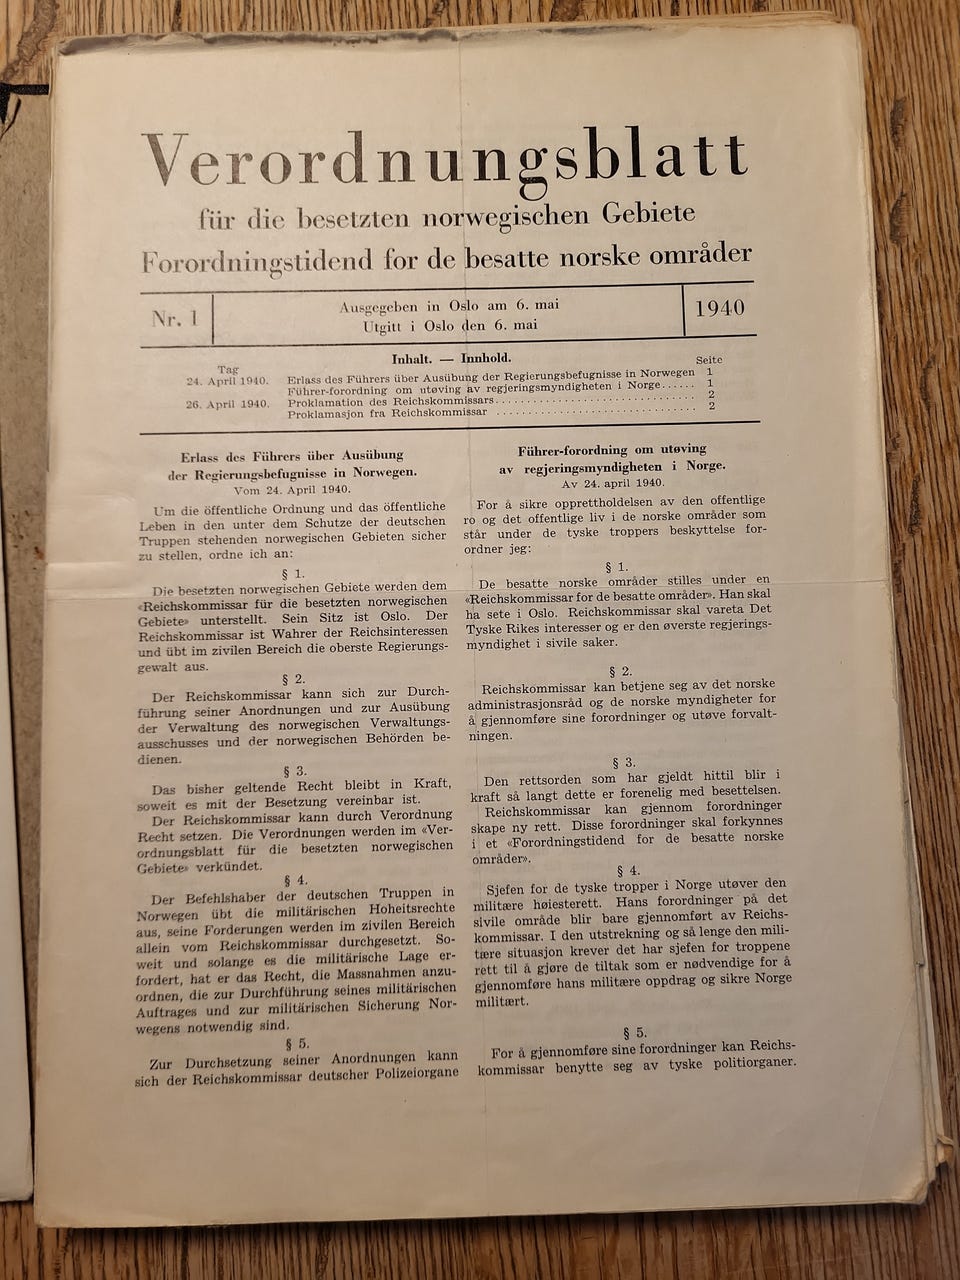 Verordnungsblatt
für die besetzten norwegischen Gebiete
Forordningstidend for de besatte norske områder
Nr. 1
Ausgegeben in Oslo am 6. mai
Utgitt i Oslo den 6. mai
1940
Inhalt. — Innhold.
Tag
Seite
24. April 1940. Erlass des Führers über Ausübung der Regierungsbefugnisse in Norwegen 1
Führer-forordning om utøving av regjeringsmyndigheten i Norge...... 1
26. April 1940. Proklamation des Reichskommissars................................ 2
Proklamasjon fra Reichskommissar ................................ 2
Erlass des Führers über Ausübung
der Regierungsbefugnisse in Norwegen.
Vom 24. April 1940.
Um die öffentliche Ordnung und das öffentliche
Leben in den unter dem Schutze der deutschen
Truppen stehenden norwegischen Gebieten sicher
zu stellen, ordne ich an:
§ 1.
Die besetzten norwegischen Gebiete werden dem
«Reichskommissar für die besetzten norwegischen
Gebiete» unterstellt. Sein Sitz ist Oslo. Der
Reichskommissar ist Wahrer der Reichsinteressen
und übt im zivilen Bereich die oberste Regierungs-
gewalt aus.
§ 2.
Der Reichskommissar kann sich zur Durch-
führung seiner Anordnungen und zur Ausübung
der Verwaltung des norwegischen Verwaltungs-
ausschusses und der norwegischen Behörden be-
dienen.
§ 3.
Das bisher geltende Recht bleibt in Kraft,
soweit es mit der Besetzung vereinbar ist.
Der Reichskommissar kann durch Verordnung
Recht setzen. Die Verordnungen werden im «Ver-
ordnungsblatt für die besetzten norwegischen
Gebiete» verkündet.
§ 4.
Der Befehlshaber der deutschen Truppen in
Norwegen übt die militärischen Hoheitsrechte
aus, seine Forderungen werden im zivilen Bereich
allein vom Reichskommissar durchgesetzt. So-
weit und solange es die militärische Lage er-
fordert, hat er das Recht, die Massnahmen anzu-
ordnen, die zur Durchführung seines militärischen
Auftrages und zur militärischen Sicherung Nor-
wegens notwendig sind.
§ 5.
Zur Durchsetzung seiner Anordnungen kann
sich der Reichskommissar deutscher Polizeiorgane
Führer-forordning om utøving
av regjeringsmyndigheten i Norge.
Av 24. april 1940.
For å sikre opprettholdelsen av den offentlige
ro og det offentlige liv i de norske områder som
står under de tyske troppers beskyttelse for-
ordner jeg:
§ 1.
De besatte norske områder stilles under en
«Reichskommissar for de besatte områder». Han skal
ha sete i Oslo. Reichskommissar skal vareta Det
Tyske Rikes interesser og er den øverste regjerings-
myndighet i sivile saker.
§ 2.
Reichskommissar kan betjene seg av det norske
administrasjonsråd og de norske myndigheter for
å gjennomføre sine forordninger og utøve forvalt-
ningen.
§ 3.
Den rettsorden som har gjeldt hittil blir i
kraft så langt dette er forenelig med besettelsen.
Reichskommissar kan gjennom forordninger
skape ny rett. Disse forordninger skal forkynnes
i et «Forordningstidend for de besatte norske
områder».
§ 4.
Sjefen for de tyske tropper i Norge utøver den
militære høiesterett. Hans forordninger på det
sivile område blir bare gjennomført av Reichs-
kommissar. I den utstrekning og så lenge den mili-
tære situasjon krever det har sjefen for troppene
rett til å gjøre de tiltak som er nødvendige for å
gjennomføre hans militære oppdrag og sikre Norge
militært.
§ 5.
For å gjennomføre sine forordninger kan Reichs-
kommissar benytte seg av tyske politiorganer.